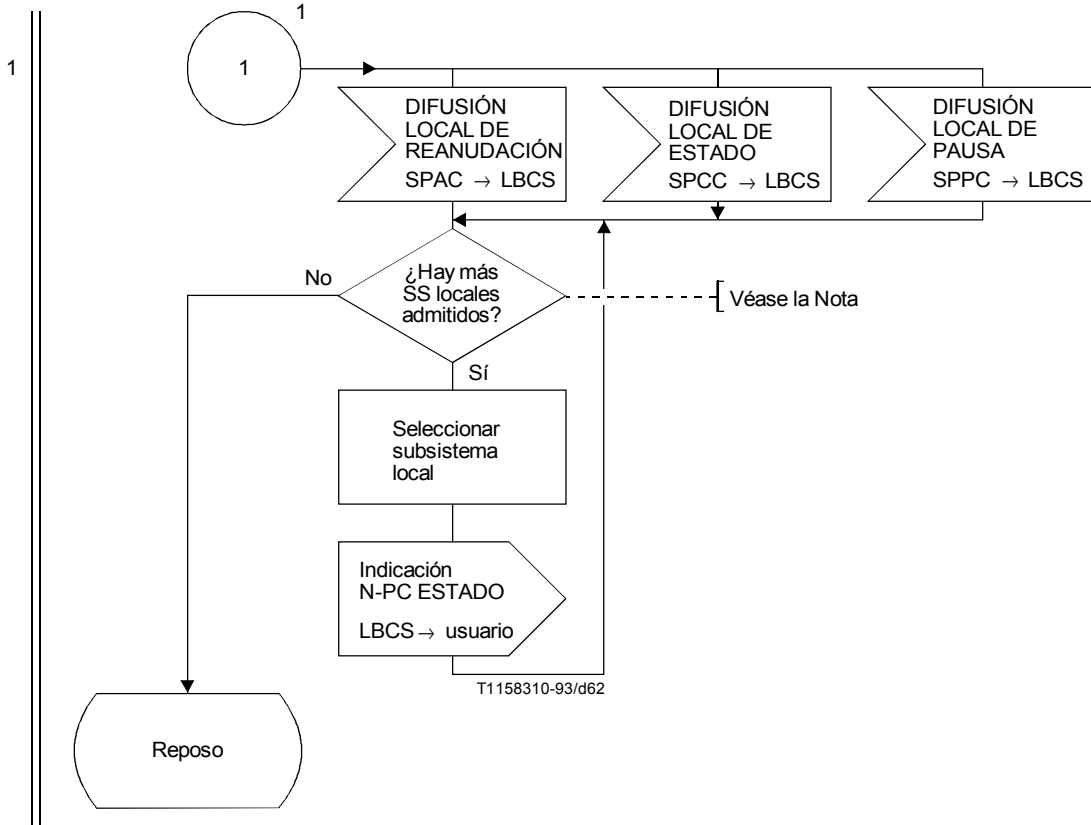 1
1
1
DIFUSIÓN
LOCAL DE
REANUDACIÓN
SPAC → LBCS
DIFUSIÓN
LOCAL DE
ESTADO
SPCC → LBCS
DIFUSIÓN
LOCAL DE
PAUSA
SPPC → LBCS
¿Hay más
SS locales
admitidos?
No
Véase la Nota
Sí
Seleccionar
subsistema
local
Indicación
N-PC ESTADO
LBCS → usuario
T1158310-93/d62
Reposo